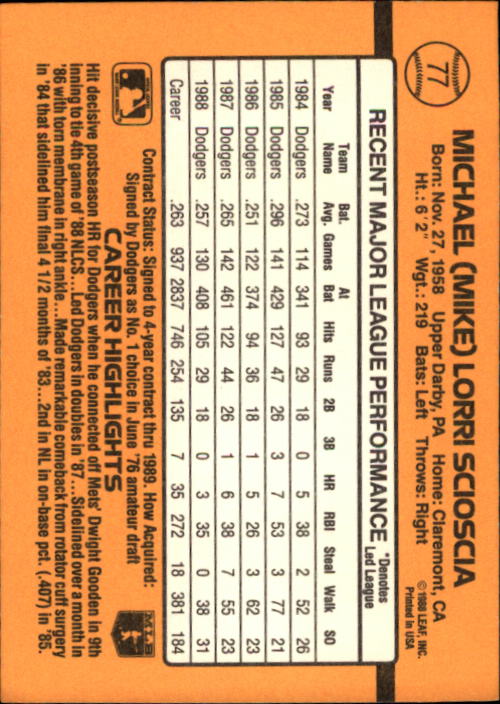 77
MICHAEL (MIKE) LORRI SCIOSCIA
Born: Nov. 27, 1958 Upper Darby, PA Home: Claremont, CA
Ht.: 6'2" , Wgt.: 219 Bats: Left Throws: Right
© 1988 LEAF, INC.
Printed in USA
RECENT MAJOR LEAGUE PERFORMANCE *Denotes Led League
Year Team Name Bat. Avg. Games At Bat Hits Runs 2B 3B HR RBI Steal Walk SO
1984 Dodgers .273 114 341 93 29 18 0 5 38 2 52 26
1985 Dodgers .296 141 429 127 47 26 3 7 53 3 77 21
1986 Dodgers .251 122 374 94 36 18 1 5 26 3 62 23
1987 Dodgers .265 142 461 122 44 26 1 6 38 7 55 23
1988 Dodgers .257 130 408 105 29 18 0 3 35 0 38 31
Career .263 937 2837 746 254 135 7 35 272 18 381 184
Contract Status: Signed to 4-year contract thru 1989. How Acquired:
Signed by Dodgers as No. 1 choice in June '76 amateur draft
CAREER HIGHLIGHTS
MLB
Hit decisive postseason HR for Dodgers when he connected off Mets' Dwight Gooden in 9th
inning to tie 4th game of '88 NLCS...Led Dodgers in doubles in '87...Sidelined over a month in
'86 with torn membrane in right ankle...Made remarkable comeback from rotator cuff surgery
in '84 that sidelined him final 4 1/2 months of '83...2nd in NL in on-base pct. (.407) in '85.